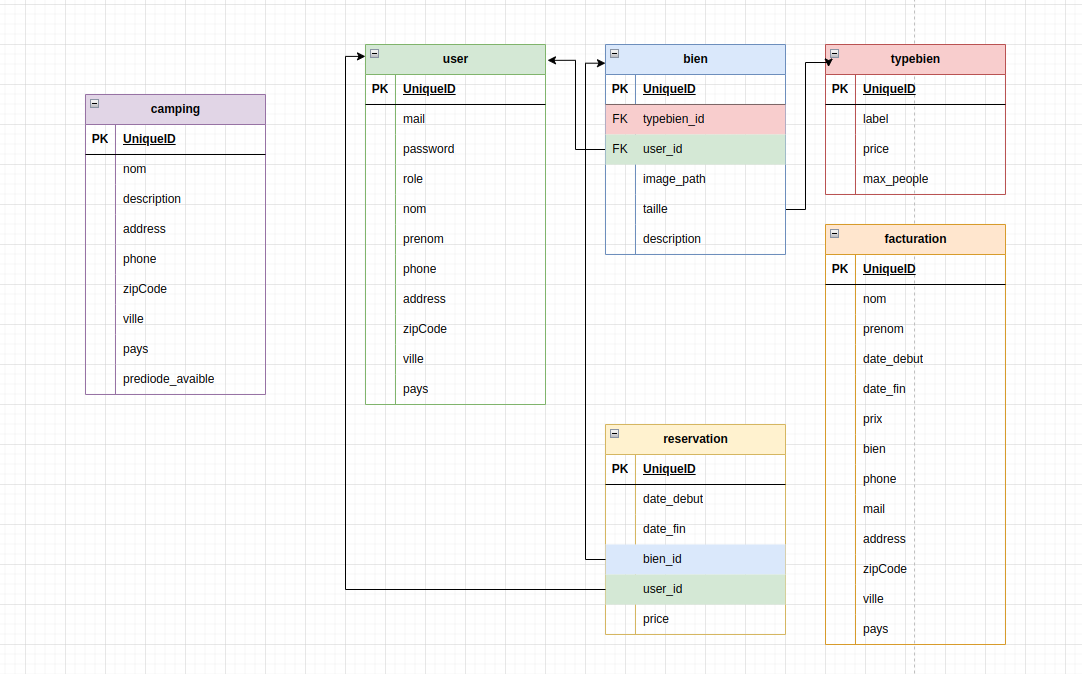 camping
PK UniqueID
nom
description
address
phone
zipCode
ville
pays
prediode_avaible
user
PK UniqueID
mail
password
role
nom
prenom
phone
address
zipCode
ville
pays
bien
PK UniqueID
FK typebien_id
FK user_id
image_path
taille
description
reservation
PK UniqueID
date_debut
date_fin
bien_id
user_id
price
typebien
PK UniqueID
label
price
max_people
facturation
PK UniqueID
nom
prenom
date_debut
date_fin
prix
bien
phone
mail
address
zipCode
ville
pays